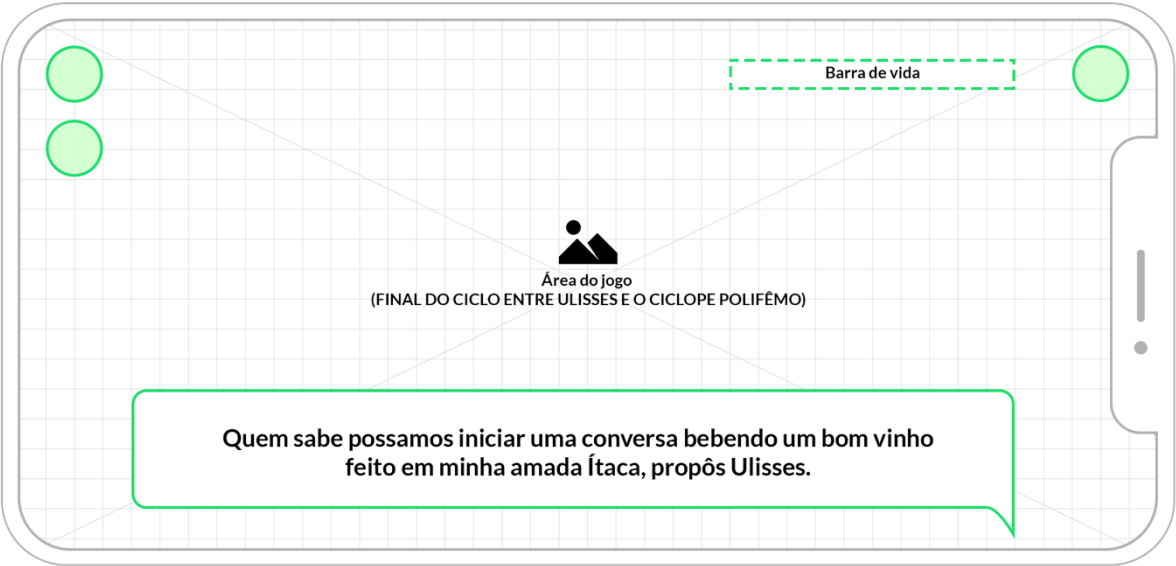 Barra de vida
Área do jogo
(FINAL DO CICLO ENTRE ULISSES E O CICLOPE POLIFÊMO)
Quem sabe possamos iniciar uma conversa bebendo um bom vinho
feito em minha amada Ítaca, propôs Ulisses.